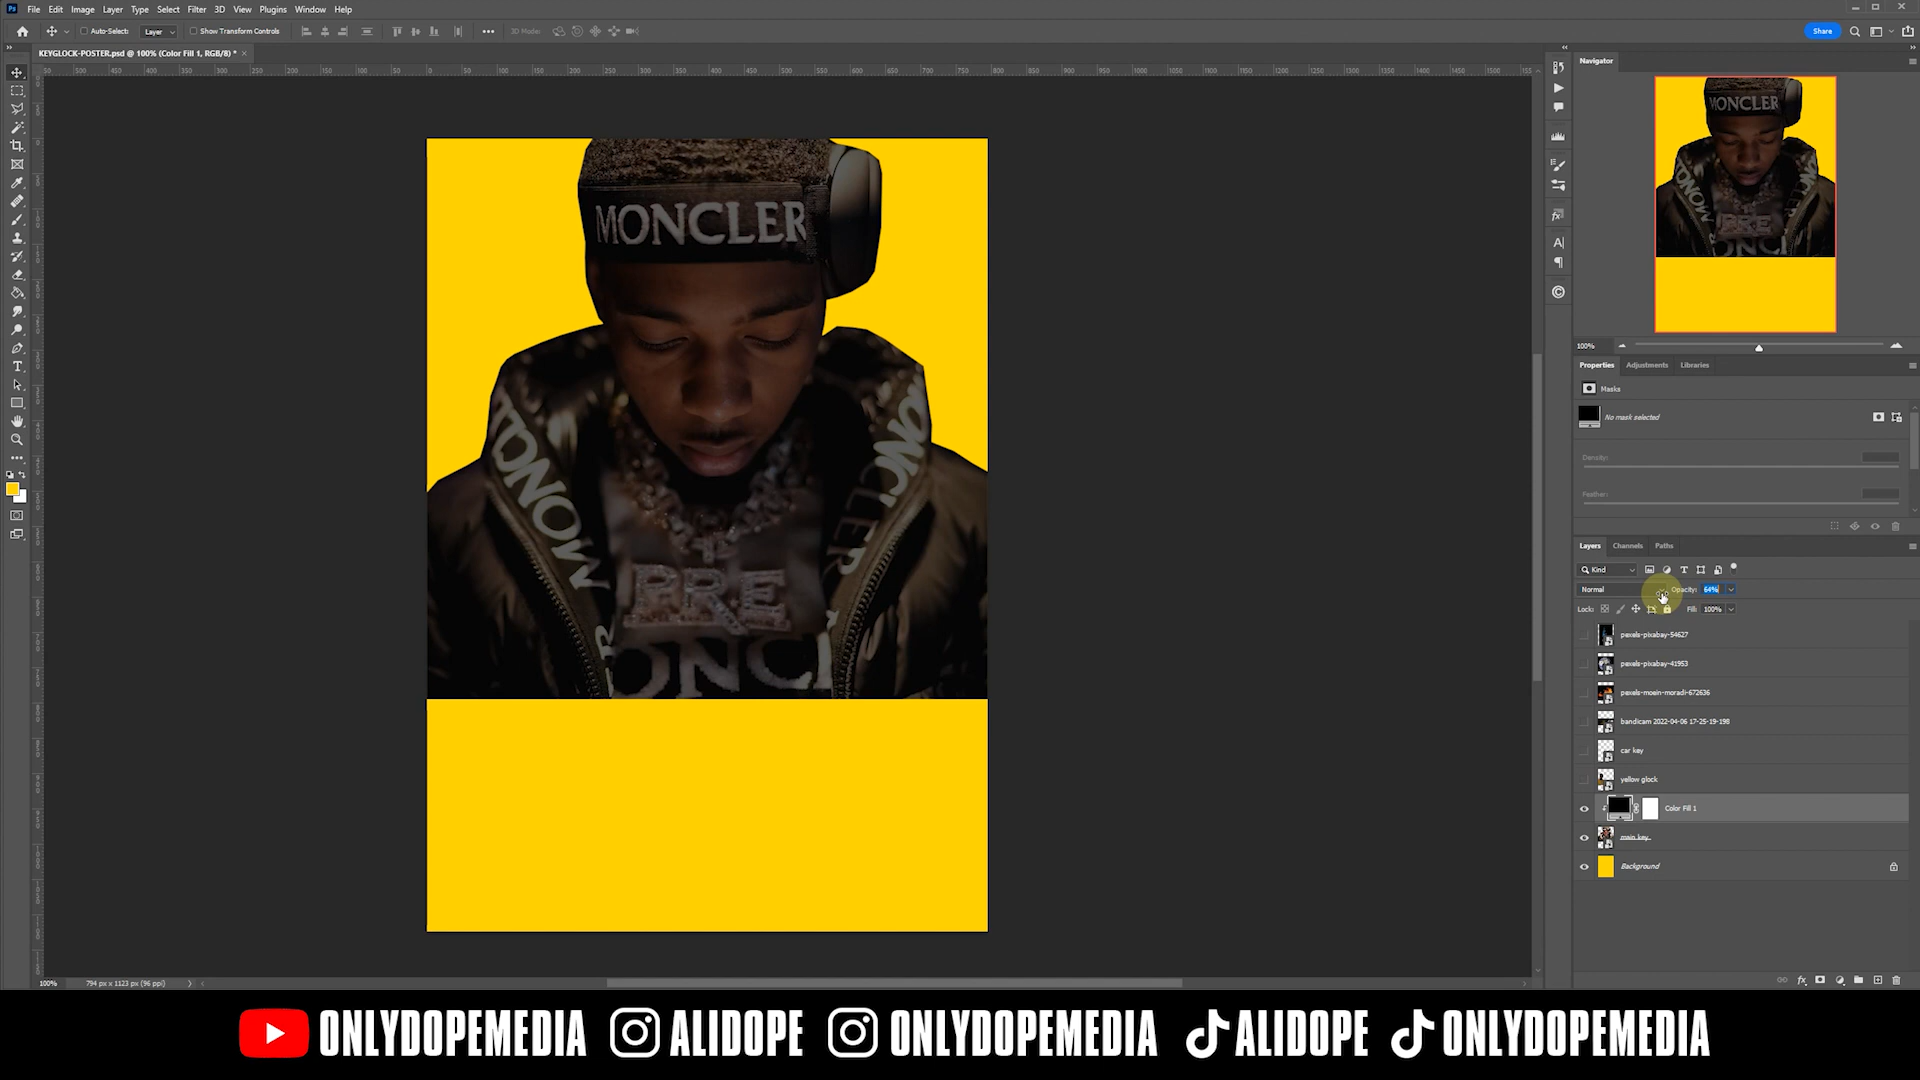 File Edit Image Layer Type Select Filter 3D View Plugins Window Help
Auto-Select: Layer Show Transform Controls 3D Mode: Share
KEYGLOCK-POSTER.psd @ 100% (Color Fill 1, RGB/8) *
Navigator
MONCLER
PRE
100%
Properties Adjustments Libraries
Masks
No mask selected
Density:
Feather:
Layers Channels Paths
Kind
Normal Opacity: 64%
Lock: Fill: 100%
pexels-pixabay-54627
pexels-pixabay-41953
pexels-moein-moradi-672636
bandicam 2022-04-06 17-25-19-198
car key
yellow glock
Color Fill 1
main key
Background
MONCLER
MONCLER
PRE
ONCL
100% 794 px x 1123 px (96 ppi)
ONLYDOPEMEDIA ALIDOPE ONLYDOPEMEDIA ALIDOPE ONLYDOPEMEDIA